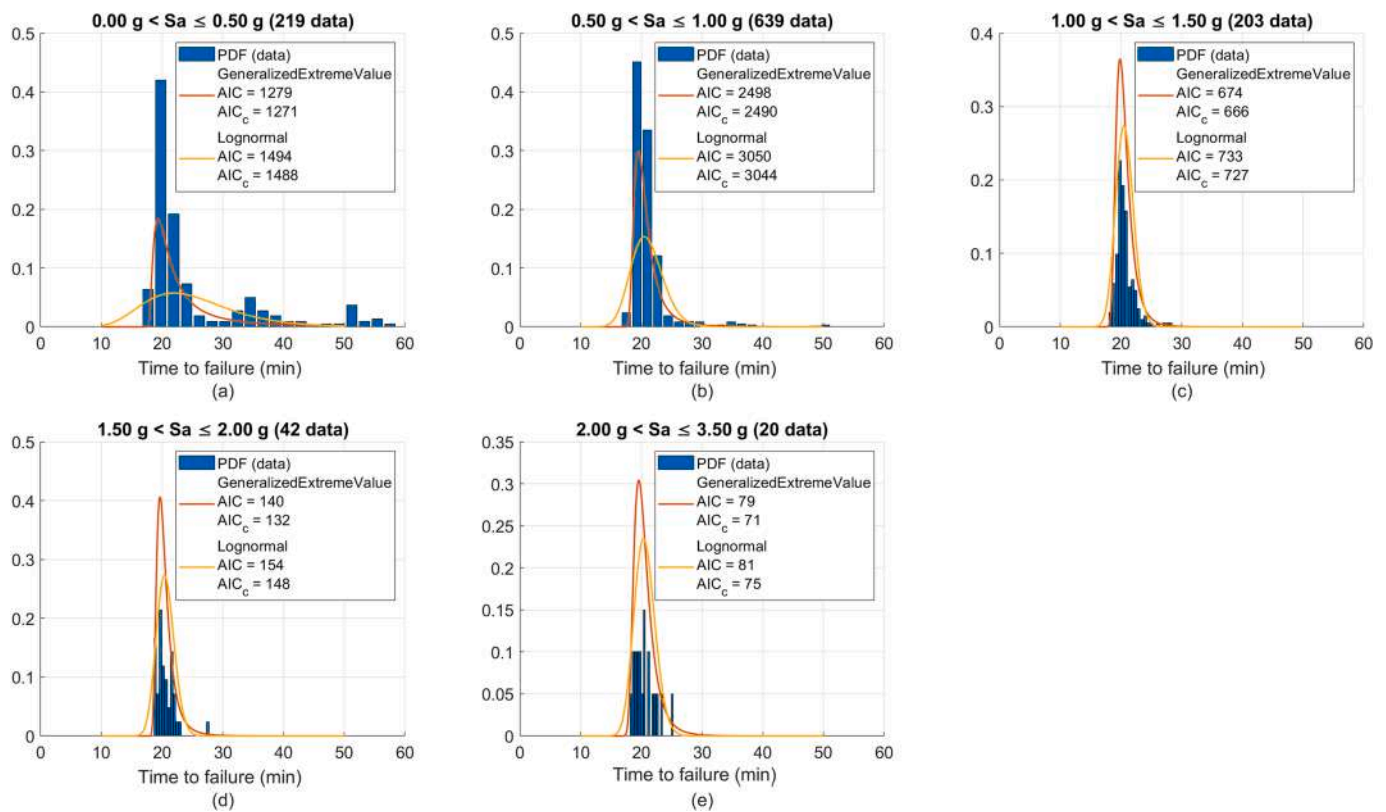 0.00 g < Sa ≤ 0.50 g (219 data)
0.5
0.4
0.3
0.2
0.1
0
PDF (data)
GeneralizedExtremeValue
AIC = 1279
AIC_c = 1271
Lognormal
AIC = 1494
AIC_c = 1488
0 10 20 30 40 50 60
Time to failure (min)
(a)
0.50 g < Sa ≤ 1.00 g (639 data)
0.5
0.4
0.3
0.2
0.1
0
PDF (data)
GeneralizedExtremeValue
AIC = 2498
AIC_c = 2490
Lognormal
AIC = 3050
AIC_c = 3044
0 10 20 30 40 50 60
Time to failure (min)
(b)
1.00 g < Sa ≤ 1.50 g (203 data)
0.4
0.3
0.2
0.1
0
PDF (data)
GeneralizedExtremeValue
AIC = 674
AIC_c = 666
Lognormal
AIC = 733
AIC_c = 727
0 10 20 30 40 50 60
Time to failure (min)
(c)
1.50 g < Sa ≤ 2.00 g (42 data)
0.5
0.4
0.3
0.2
0.1
0
PDF (data)
GeneralizedExtremeValue
AIC = 140
AIC_c = 132
Lognormal
AIC = 154
AIC_c = 148
0 10 20 30 40 50 60
Time to failure (min)
(d)
2.00 g < Sa ≤ 3.50 g (20 data)
0.35
0.3
0.25
0.2
0.15
0.1
0.05
0
PDF (data)
GeneralizedExtremeValue
AIC = 79
AIC_c = 71
Lognormal
AIC = 81
AIC_c = 75
0 10 20 30 40 50 60
Time to failure (min)
(e)